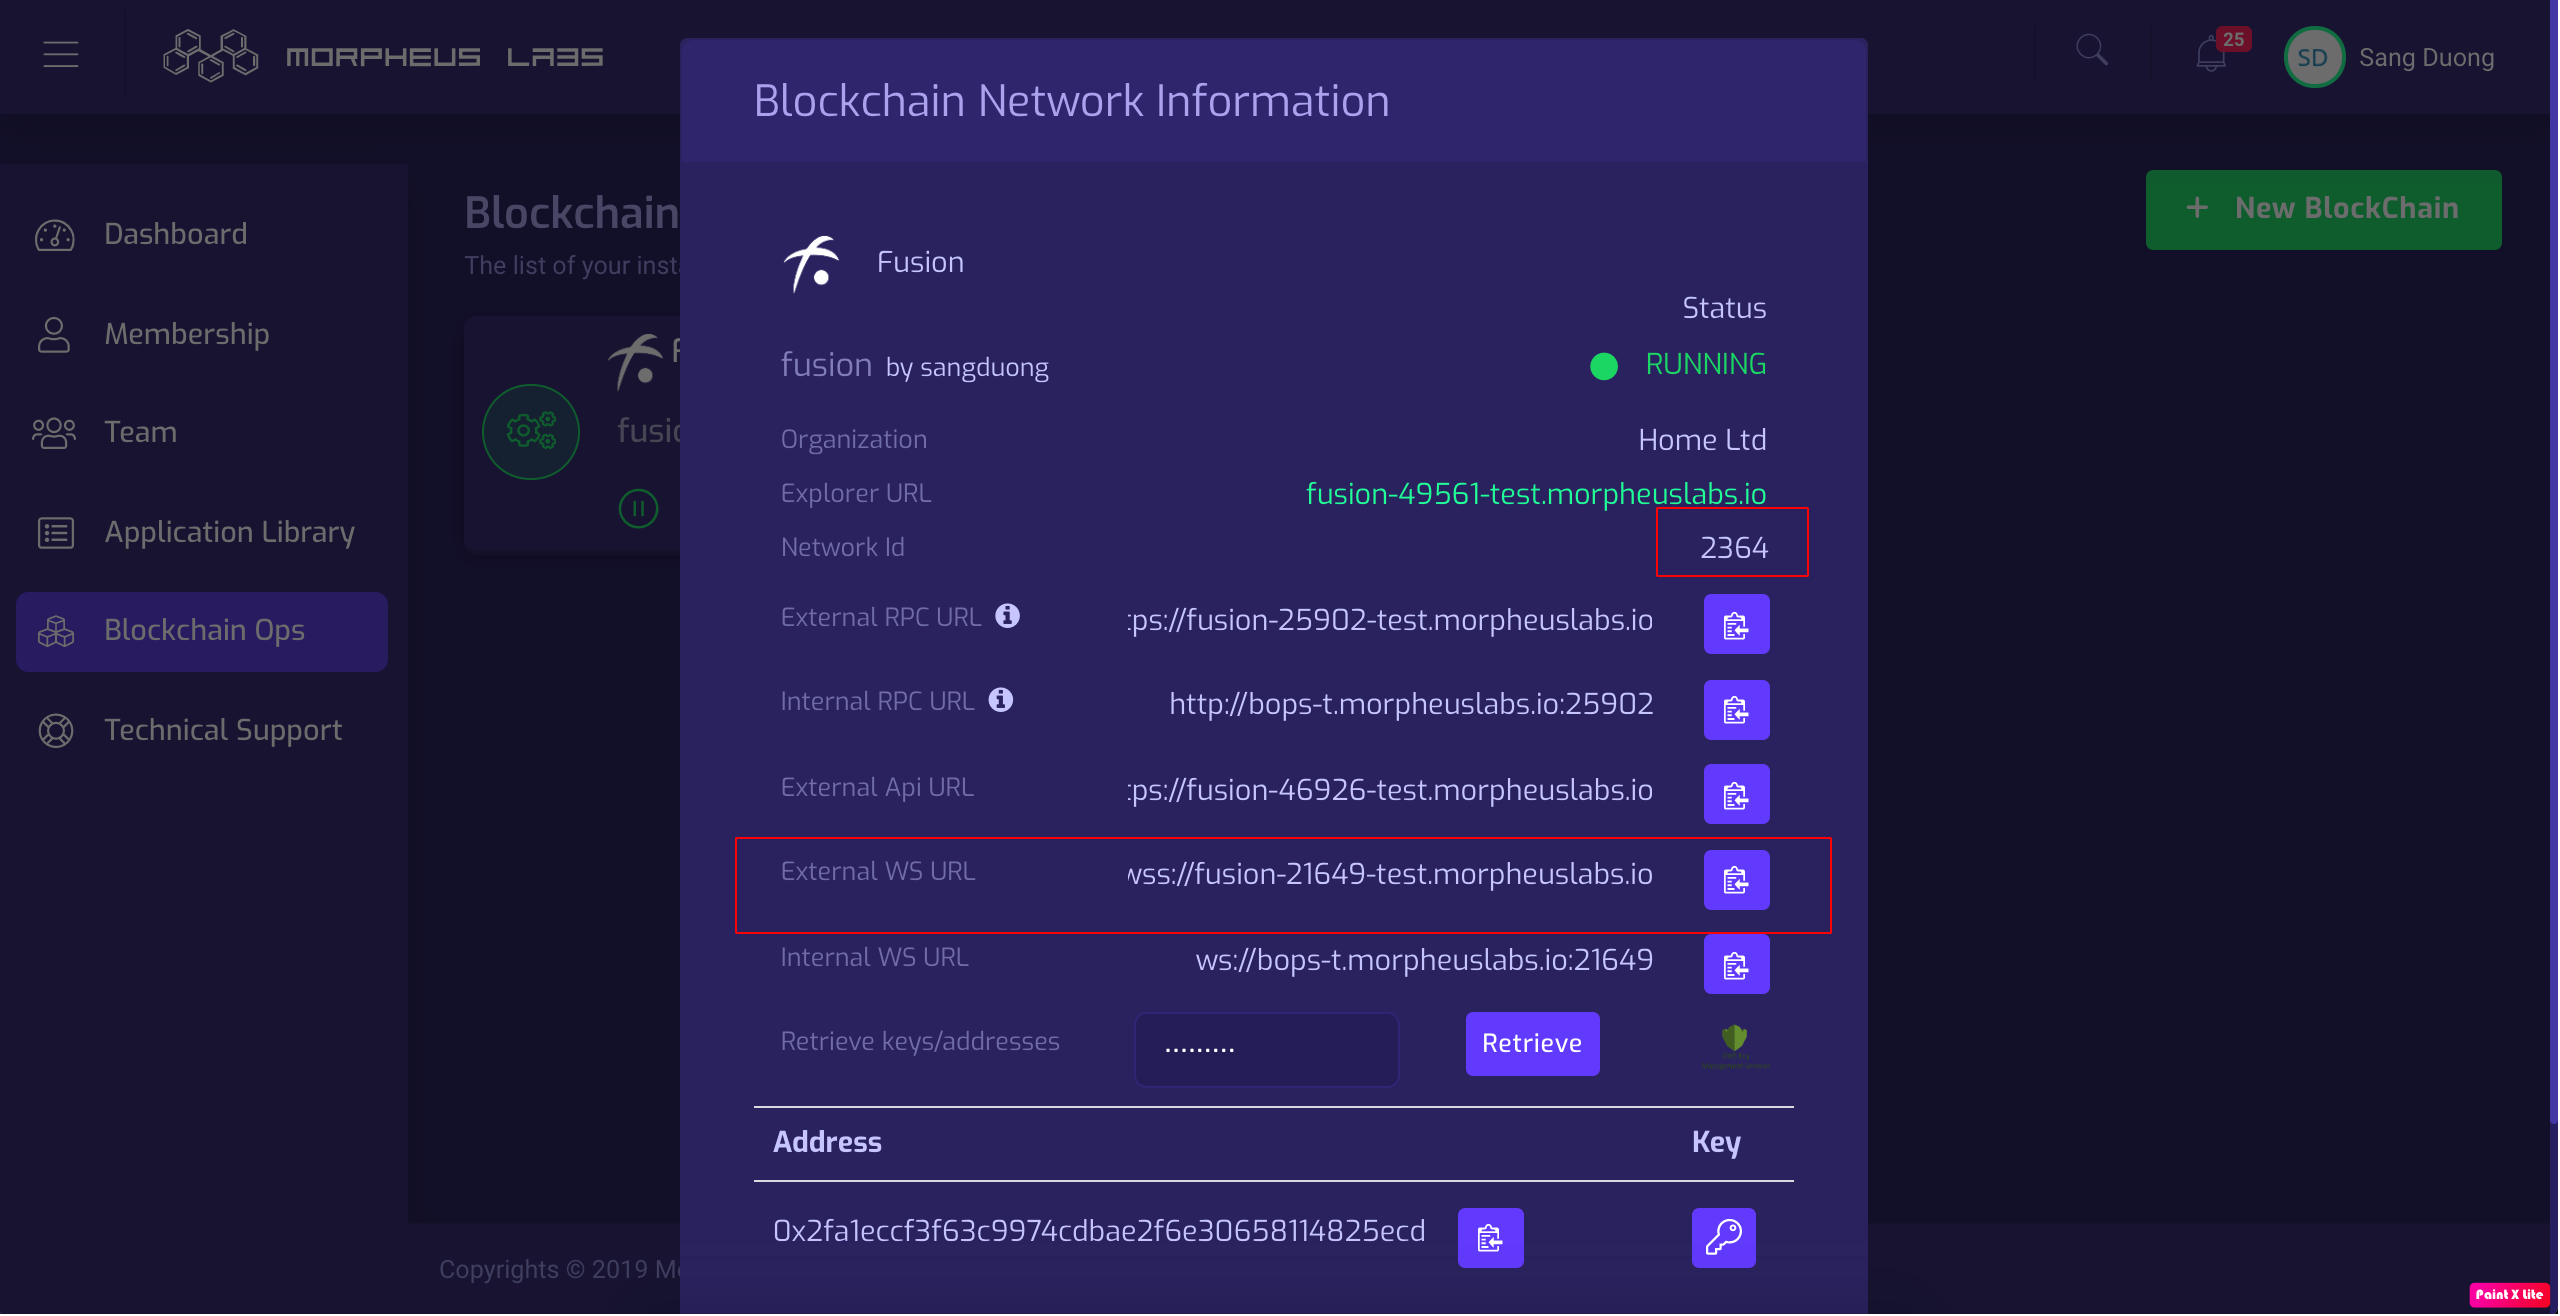 MORPHEUS LABS
25
SD
Sang Duong
Blockchain Network Information
Dashboard
Membership
Team
Application Library
Blockchain Ops
Technical Support
Blockchain
The list of your
New BlockChain
Fusion
Status
fusion by sangduong
RUNNING
Organization
Home Ltd
Explorer URL
fusion-49561-test.morpheuslabs.io
Network Id
2364
External RPC URL
tps://fusion-25902-test.morpheuslabs.io
Internal RPC URL
http://bops-t.morpheuslabs.io:25902
External Api URL
tps://fusion-46926-test.morpheuslabs.io
External WS URL
wss://fusion-21649-test.morpheuslabs.io
Internal WS URL
ws://bops-t.morpheuslabs.io:21649
Retrieve keys/addresses
.........
Retrieve
Address
Key
0x2fa1eccf3f63c9974cdbae2f6e30658114825ecd
Copyrights © 2019
Paint X Lite